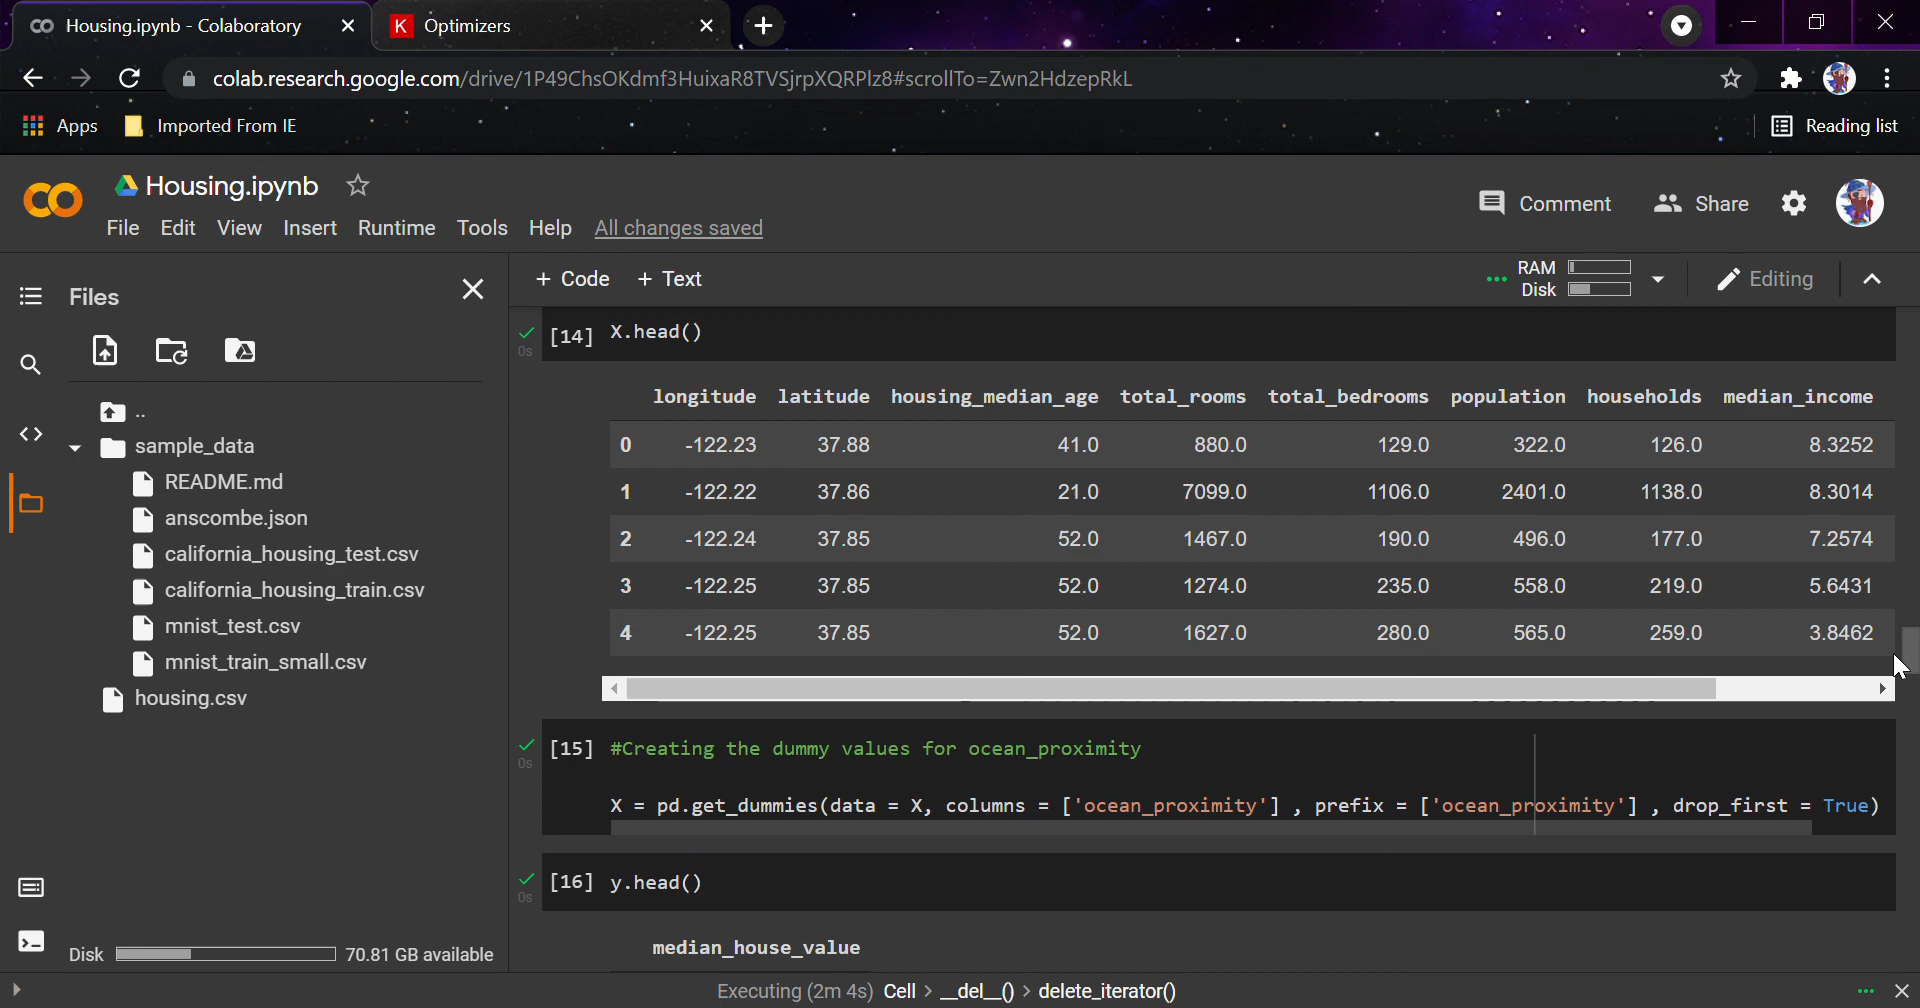 Housing.ipynb - Colaboratory
K Optimizers
colab.research.google.com/drive/1P49ChsOKdmf3HuixaR8TVSjrpXQRPlz8#scrollTo=Zwn2HdzepRkL
Apps Imported From IE Reading list
Housing.ipynb
Comment Share
File Edit View Insert Runtime Tools Help All changes saved
Files
+ Code + Text
RAM
Disk
Editing
..
sample_data
README.md
anscombe.json
california_housing_test.csv
california_housing_train.csv
mnist_test.csv
mnist_train_small.csv
housing.csv
Disk 70.81 GB available
0s
[14] X.head()
longitude latitude housing_median_age total_rooms total_bedrooms population households median_income
0 -122.23 37.88 41.0 880.0 129.0 322.0 126.0 8.3252
1 -122.22 37.86 21.0 7099.0 1106.0 2401.0 1138.0 8.3014
2 -122.24 37.85 52.0 1467.0 190.0 496.0 177.0 7.2574
3 -122.25 37.85 52.0 1274.0 235.0 558.0 219.0 5.6431
4 -122.25 37.85 52.0 1627.0 280.0 565.0 259.0 3.8462
0s
[15] #Creating the dummy values for ocean_proximity
X = pd.get_dummies(data = X, columns = ['ocean_proximity'] , prefix = ['ocean_proximity'] , drop_first = True)
0s
[16] y.head()
median_house_value
Executing (2m 4s) Cell > __del__() > delete_iterator()